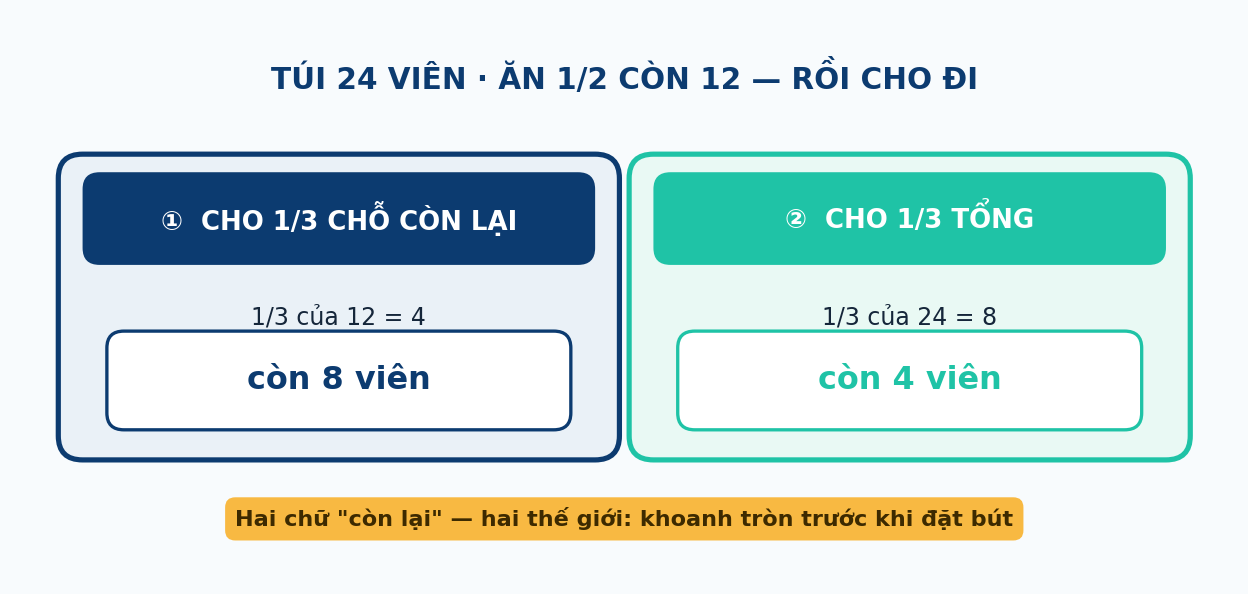 TÚI 24 VIÊN · ĂN 1/2 CÒN 12 — RỒI CHO ĐI
① CHO 1/3 CHỖ CÒN LẠI
1/3 của 12 = 4
còn 8 viên
② CHO 1/3 TỔNG
1/3 của 24 = 8
còn 4 viên
Hai chữ "còn lại" — hai thế giới: khoanh tròn trước khi đặt bút